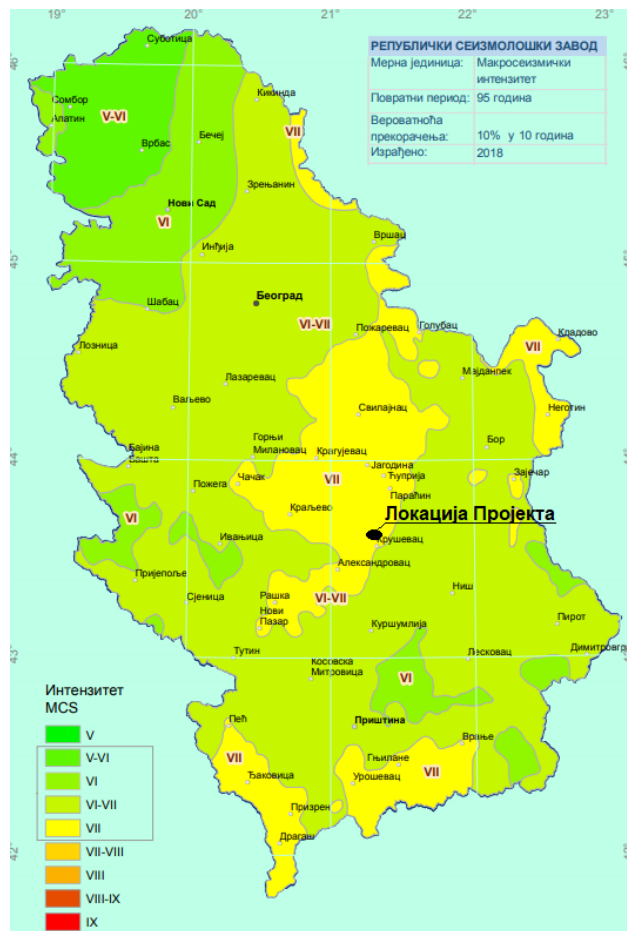 19° 20° 21° 22° 23°
РЕПУБЛИЧКИ СЕИЗМОЛОШКИ ЗАВОД
Мерна јединица: Макросеизмички интензитет
Повратни период: 95 година
Вероватноћа прекорачења: 10% у 10 година
Израђено: 2018
Суботица
46°
Кикинда
Сомбор
V-VI
VII
Апатин
Врбас
Бечеј
Зрењанин
Нови Сад
VI
Вршац
Инђија
45°
45°
Београд
Шабац
VI-VII
Пожаревац
Голубац
Кладово
VII
Лозница
Мајданпек
Лазаревац
Ваљево
Свилајнац
Неготин
Горњи
Милановац
Крагујевац
Бор
44°
44°
Бајина
Башта
Јагодина
Чачак
VII
Ћуприја
Зајечар
Пожега
Параћин
Краљево
Локација Пројекта
VI
Ивањица
Крушевац
Александровац
Пријепоље
Рашка
VI-VII
Ниш
Сјеница
Нови
Пазар
Куршумлија
Пирот
Тутин
Лесковац
Димитровгр
43°
43°
Косовска
Митровица
VI
Интензитет
MCS
Пећ
Приштина
Врање
V
V-VI
VI
VI-VII
VII
VII-VIII
VIII
VIII-IX
IX
VII
Гњилане
VII
Ђаковица
Урошевац
Призрен
Драгаш
42°
42°